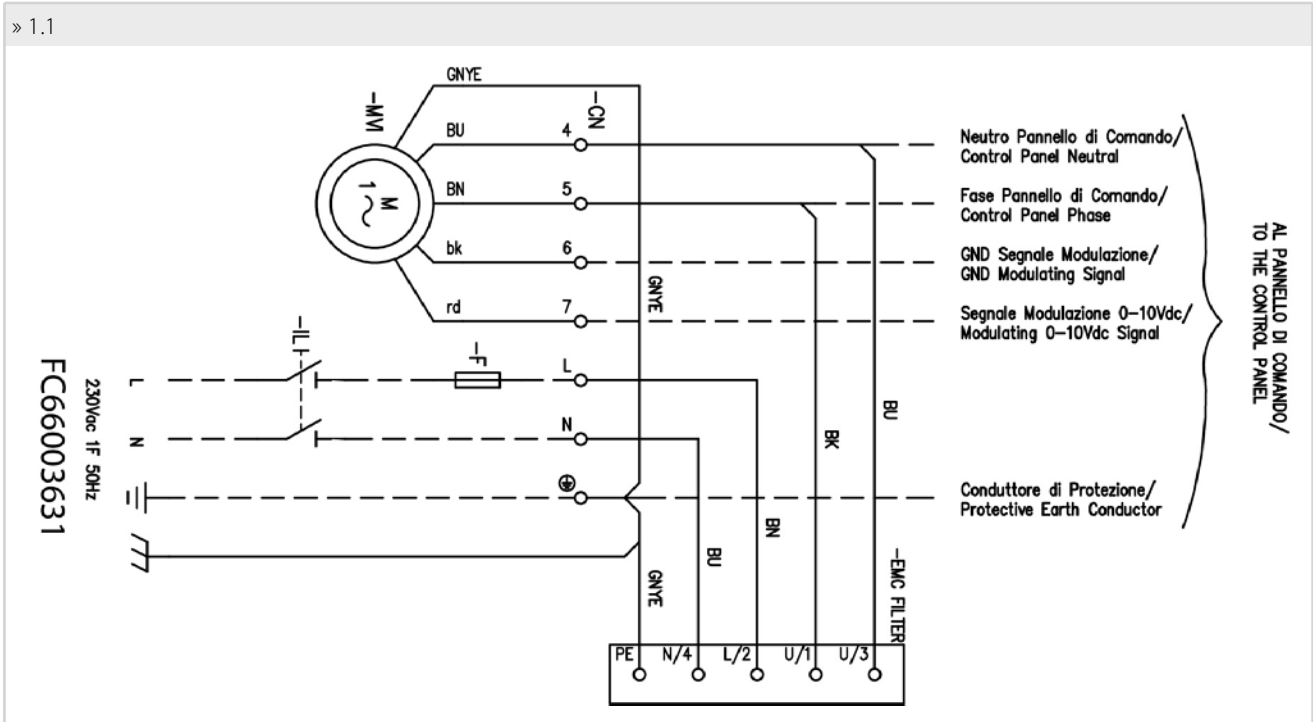 » 1.1
GNYE
-MVI
-CN
BU
4
BN
5
bk
6
rd
7
M
1~
GNYE
Neutro Pannello di Comando/
Control Panel Neutral
Fase Pannello di Comando/
Control Panel Phase
GND Segnale Modulazione/
GND Modulating Signal
Segnale Modulazione 0-10Vdc/
Modulating 0-10Vdc Signal
AL PANNELLO DI COMANDO/
TO THE CONTROL PANEL
-IL
-F
L
L
N
N
230Vac 1F 50Hz
FC66003631
BU
BK
BN
BU
GNYE
Conduttore di Protezione/
Protective Earth Conductor
-EMC FILTER
PE
N/4
L/2
U/1
U/3